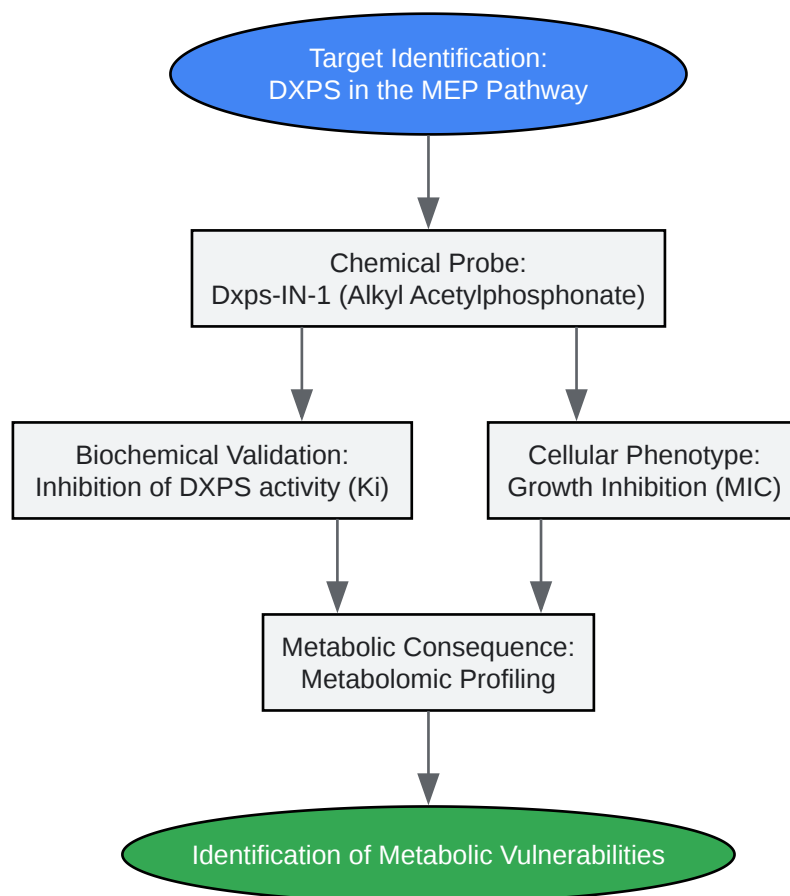 Target Identification:
DXPS in the MEP Pathway
Chemical Probe:
Dxps-IN-1 (Alkyl Acetylphosphonate)
Biochemical Validation:
Inhibition of DXPS activity (Ki)
Cellular Phenotype:
Growth Inhibition (MIC)
Metabolic Consequence:
Metabolomic Profiling
Identification of Metabolic Vulnerabilities